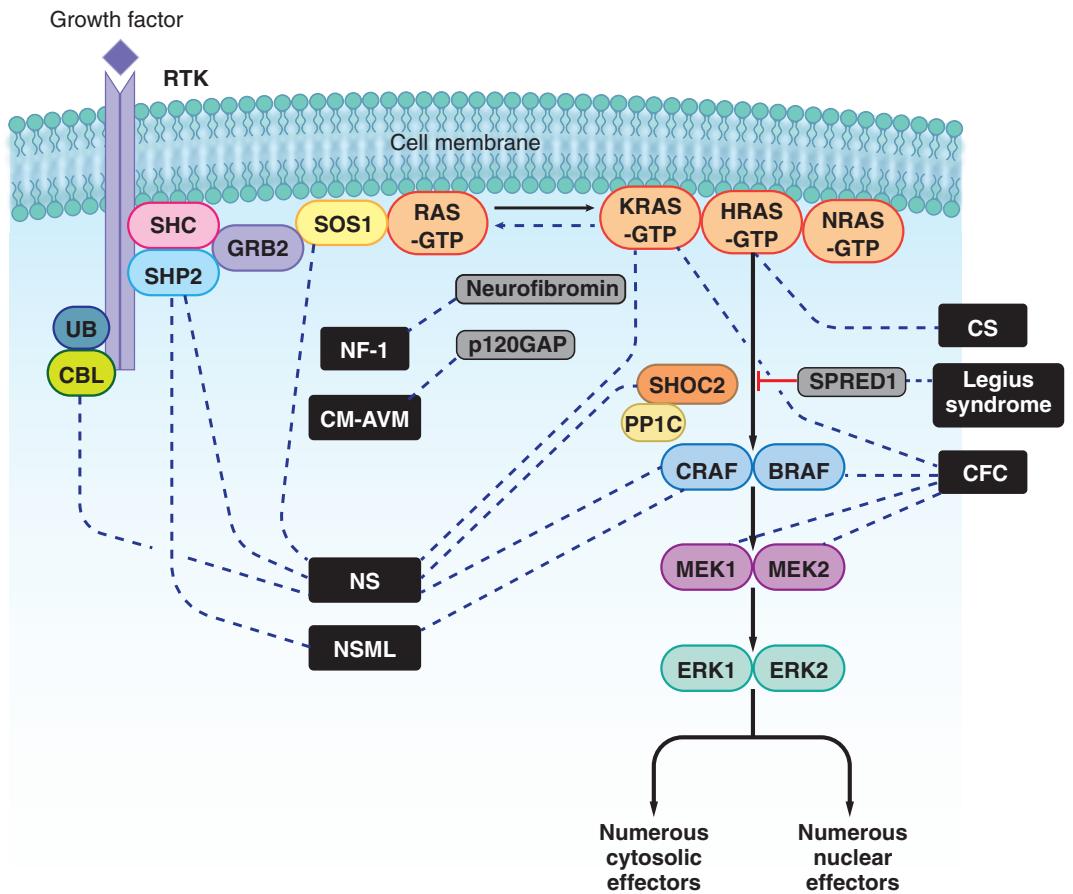 Growth factor
RTK
Cell membrane
SHC
SHP2
GRB2
SOS1
RAS
-GTP
KRAS
-GTP
HRAS
-GTP
NRAS
-GTP
UB
CBL
Neurofibromin
NF-1
p120GAP
CM-AVM
CS
SHOC2
PP1C
SPRED1
Legius
syndrome
CRAF
BRAF
CFC
NS
MEK1
MEK2
NSML
ERK1
ERK2
Numerous
cytosolic
effectors
Numerous
nuclear
effectors